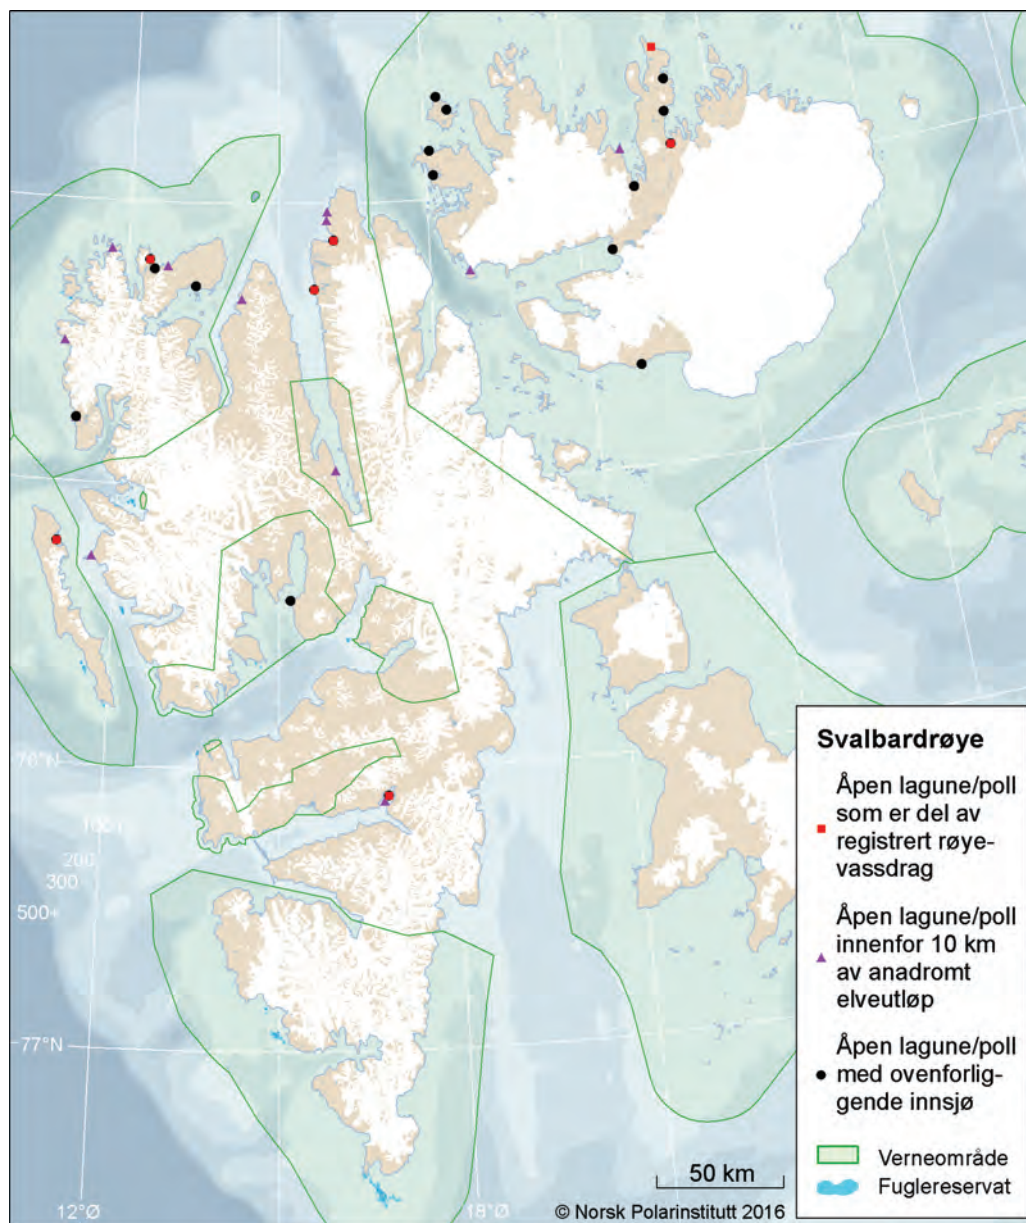 Svalbardrøye
Åpen lagune/poll
som er del av
registrert røye-
vassdrag
Åpen lagune/poll
innenfor 10 km
av anadromt
elveutløp
Åpen lagune/poll
med ovenforlig-
gende innsjø
Verneområde
Fuglereservat
200
300
500+
77°N
12°Ø
18°Ø
50 km
© Norsk Polarinstitutt 2016